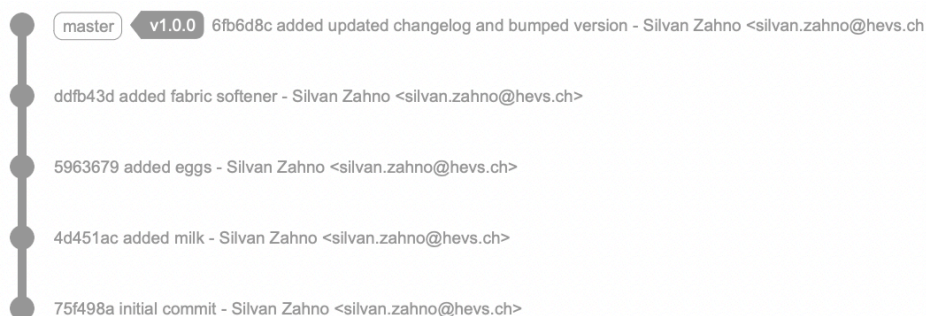 master v1.0.0 6fb6d8c added updated changelog and bumped version - Silvan Zahno <silvan.zahno@hevs.ch
ddfb43d added fabric softener - Silvan Zahno <silvan.zahno@hevs.ch>
5963679 added eggs - Silvan Zahno <silvan.zahno@hevs.ch>
4d451ac added milk - Silvan Zahno <silvan.zahno@hevs.ch>
75f498a initial commit - Silvan Zahno <silvan.zahno@hevs.ch>